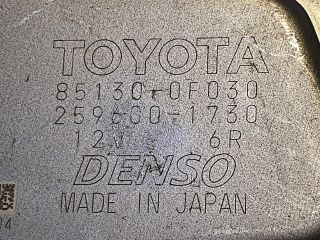 TOYOTA
85130-0F030
259600-1730
12V 6R
DENSO
MADE IN JAPAN